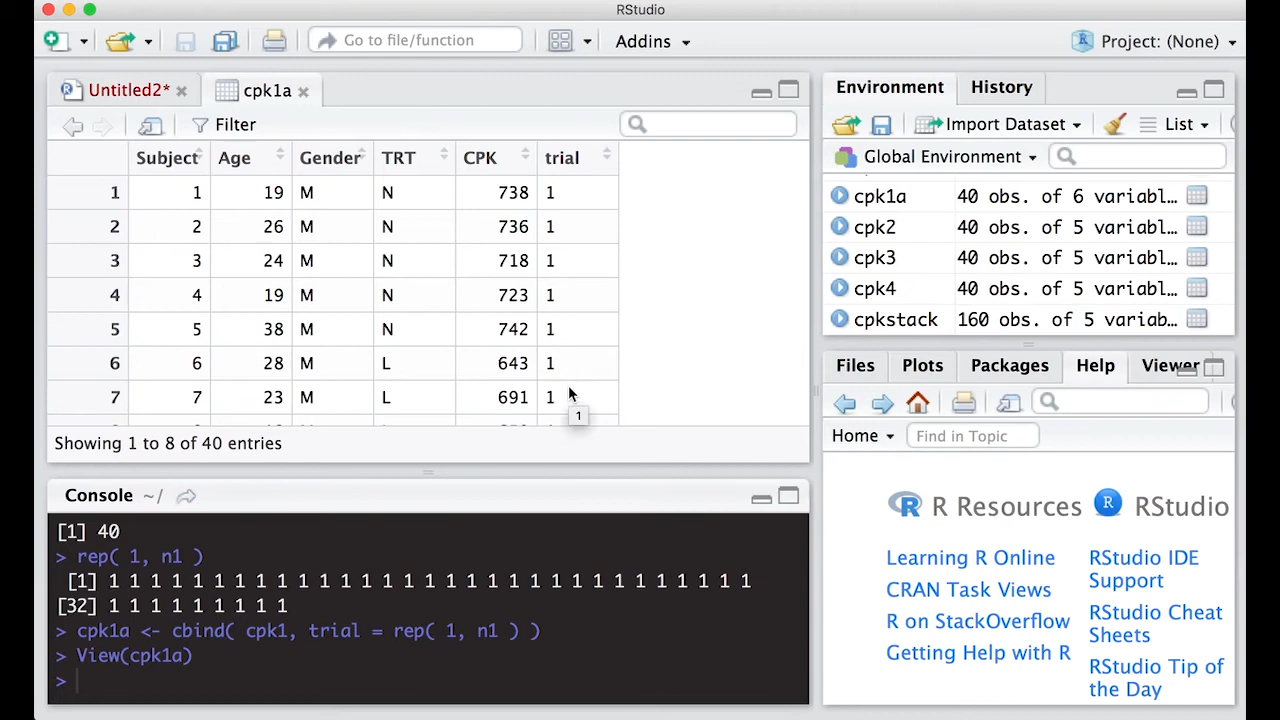 RStudio
Go to file/function
Addins
Project: (None)
Untitled2*
cpk1a
Filter
Subject Age Gender TRT CPK trial
1 1 19 M N 738 1
2 2 26 M N 736 1
3 3 24 M N 718 1
4 4 19 M N 723 1
5 5 38 M N 742 1
6 6 28 M L 643 1
7 7 23 M L 691 1
1
Showing 1 to 8 of 40 entries
Console ~/
[1] 40
> rep( 1, n1 )
[1] 1 1 1 1 1 1 1 1 1 1 1 1 1 1 1 1 1 1 1 1 1 1 1 1 1 1 1 1 1 1 1
[32] 1 1 1 1 1 1 1 1 1
> cpk1a <- cbind( cpk1, trial = rep( 1, n1 ) )
> View(cpk1a)
>
Environment History
Import Dataset List
Global Environment
cpk1a 40 obs. of 6 variabl…
cpk2 40 obs. of 5 variabl…
cpk3 40 obs. of 5 variabl…
cpk4 40 obs. of 5 variabl…
cpkstack 160 obs. of 5 variab…
Files Plots Packages Help Viewer
Home Find in Topic
R Resources
Learning R Online
CRAN Task Views
R on StackOverflow
Getting Help with R
R RStudio
RStudio IDE
Support
RStudio Cheat
Sheets
RStudio Tip of
the Day